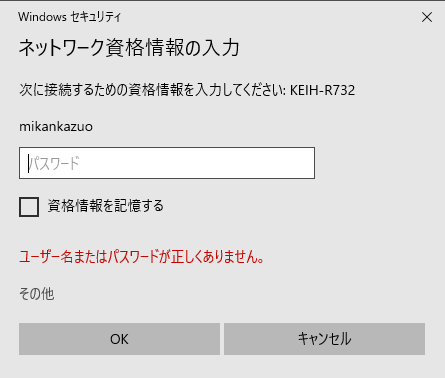 Windows セキュリティ
ネットワーク資格情報の入力
次に接続するための資格情報を入力してください: KEIH-R732
mikankazuo
パスワード
資格情報を記憶する
ユーザー名またはパスワードが正しくありません。
その他
OK
キャンセル